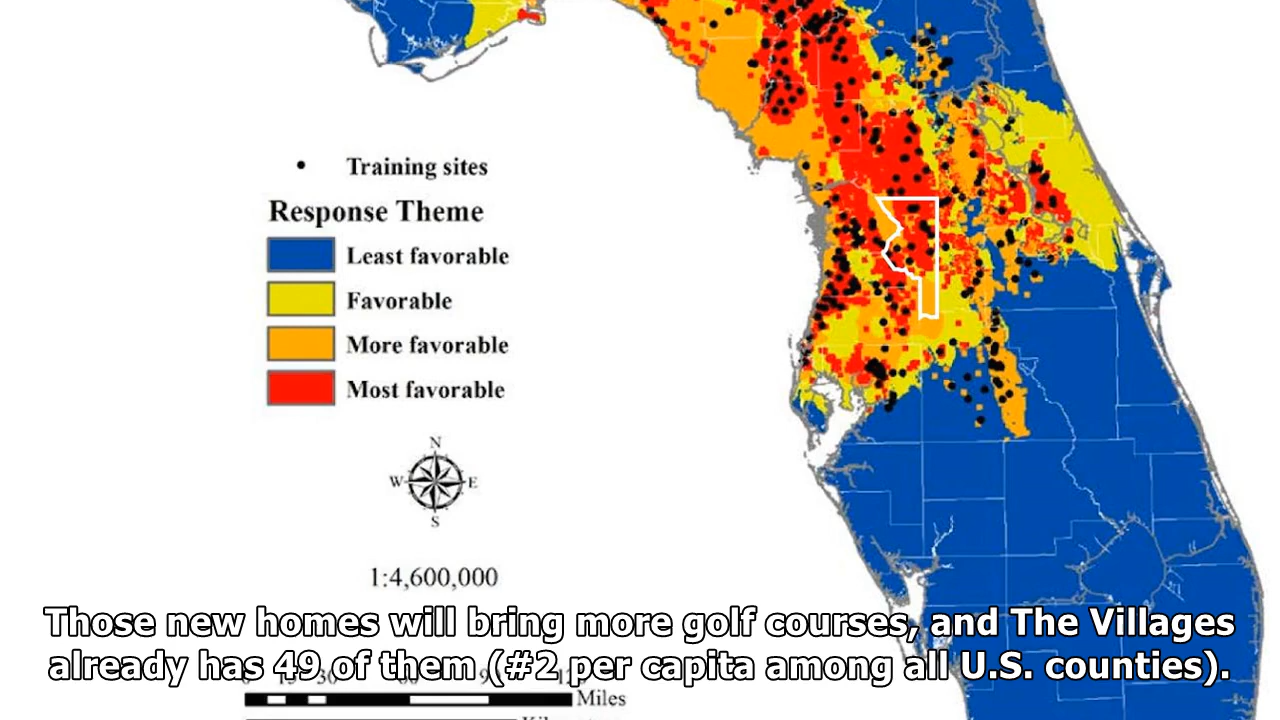 Training sites
Response Theme
Least favorable
Favorable
More favorable
Most favorable
N
W E
S
1:4,600,000
Those new homes will bring more golf courses, and The Villages
already has 49 of them (#2 per capita among all U.S. counties).
Miles